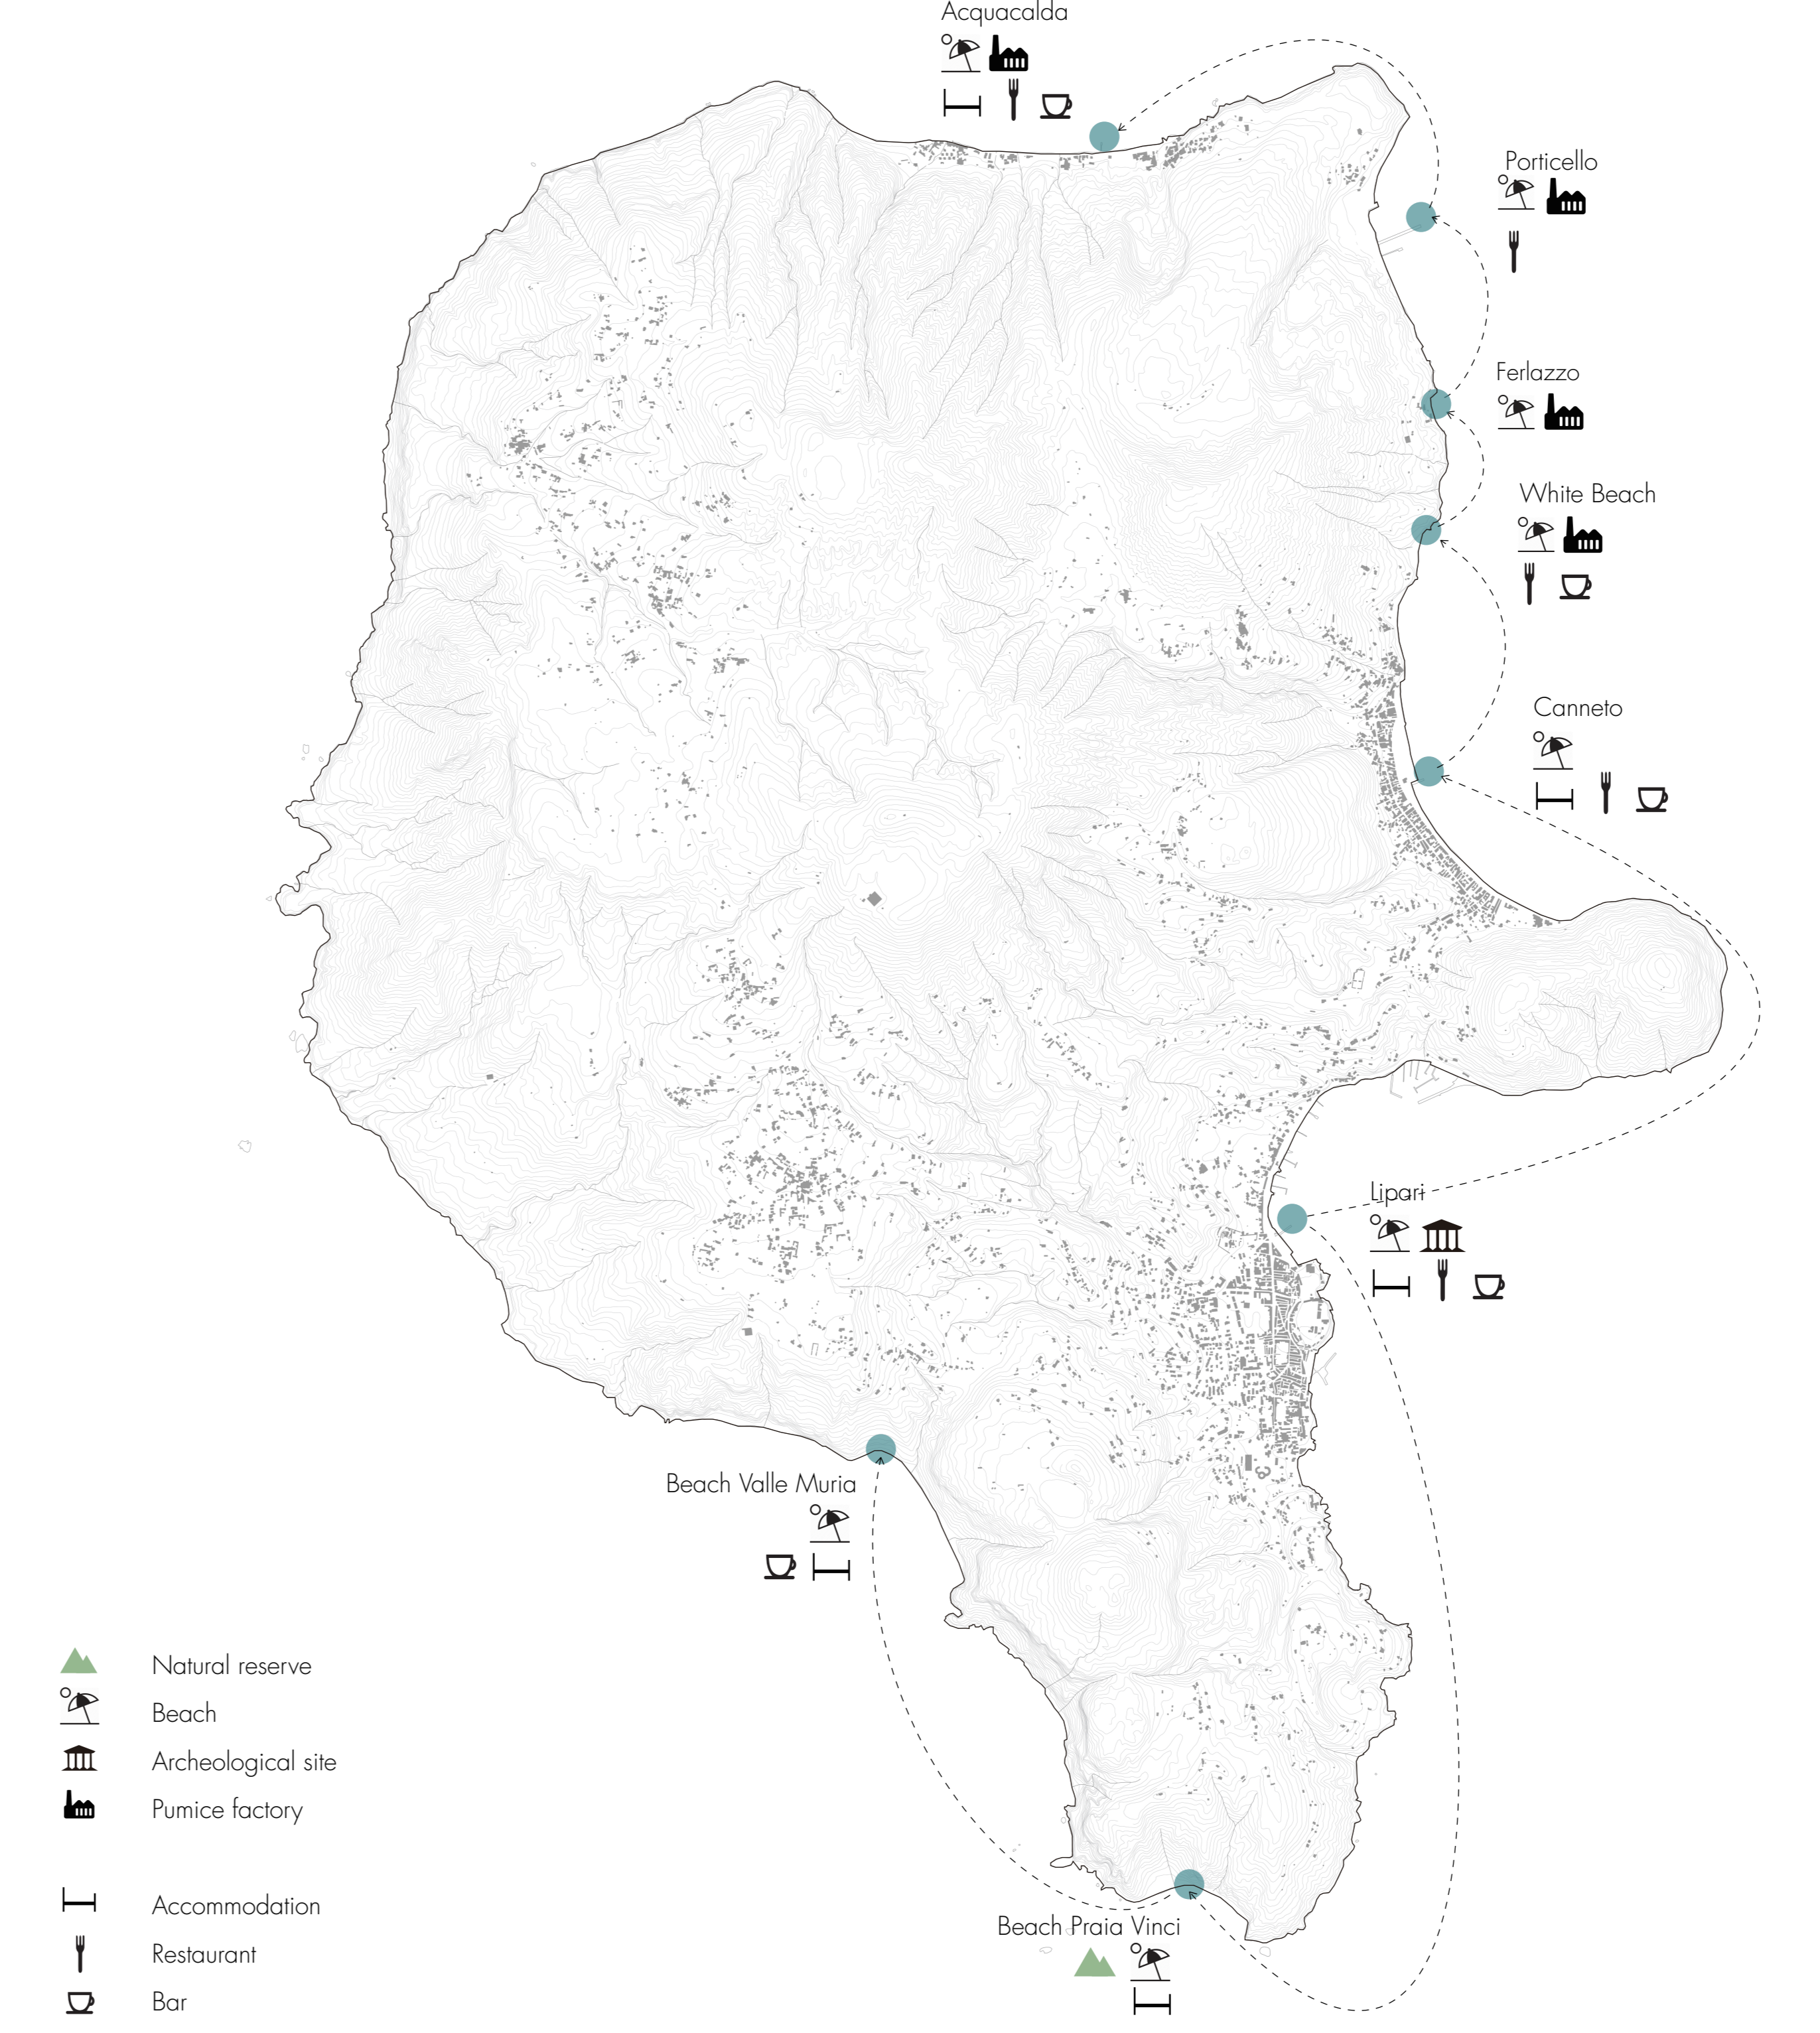 Acquacalda
Porticello
Ferlazzo
White Beach
Canneto
Lipari
Beach Valle Muria
Beach Praia Vinci
Natural reserve
Beach
Archeological site
Pumice factory
Accommodation
Restaurant
Bar